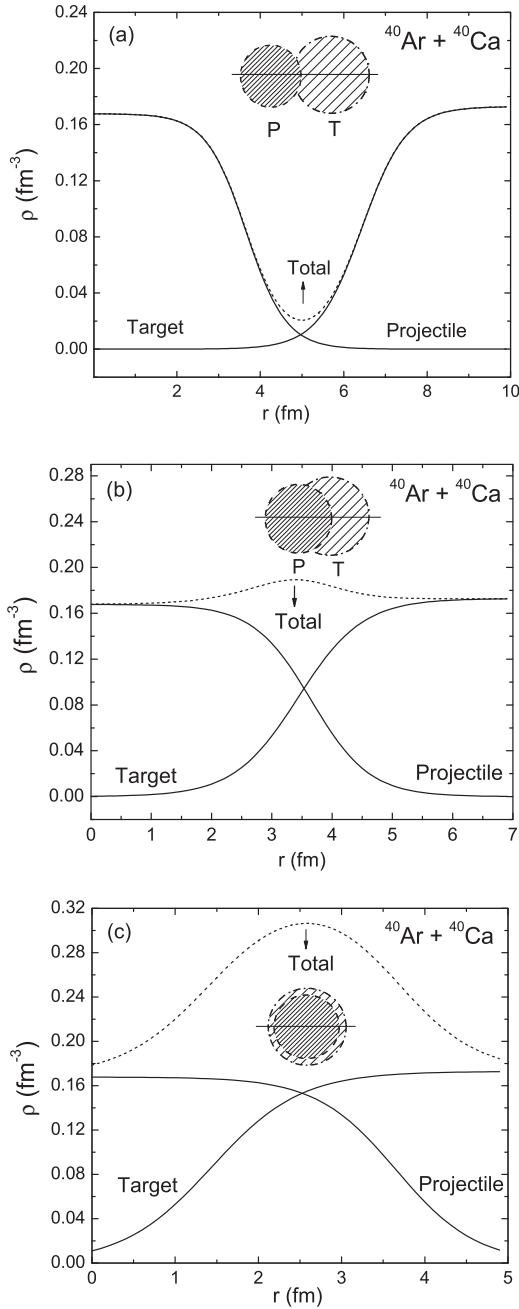 (a)
⁴⁰Ar + ⁴⁰Ca
0.24
0.20
0.16
0.12
0.08
0.04
0.00
ρ (fm⁻³)
P T
Total
Target
Projectile
2 4 6 8 10
r (fm)
(b)
⁴⁰Ar + ⁴⁰Ca
0.28
0.24
0.20
0.16
0.12
0.08
0.04
0.00
ρ (fm⁻³)
P T
Total
Target
Projectile
0 1 2 3 4 5 6 7
r (fm)
(c)
⁴⁰Ar + ⁴⁰Ca
0.32
0.28
0.24
0.20
0.16
0.12
0.08
0.04
0.00
ρ (fm⁻³)
Total
Target
Projectile
0 1 2 3 4 5
r (fm)